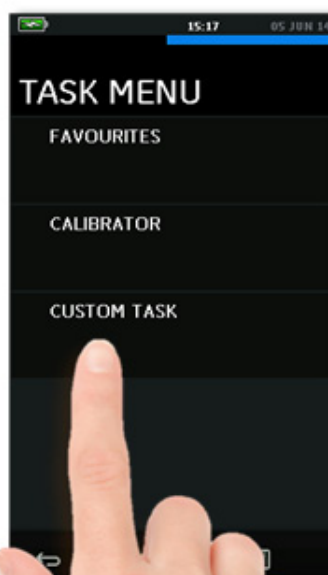 15:17 05 JUN 14
TASK MENU
FAVOURITES
CALIBRATOR
CUSTOM TASK